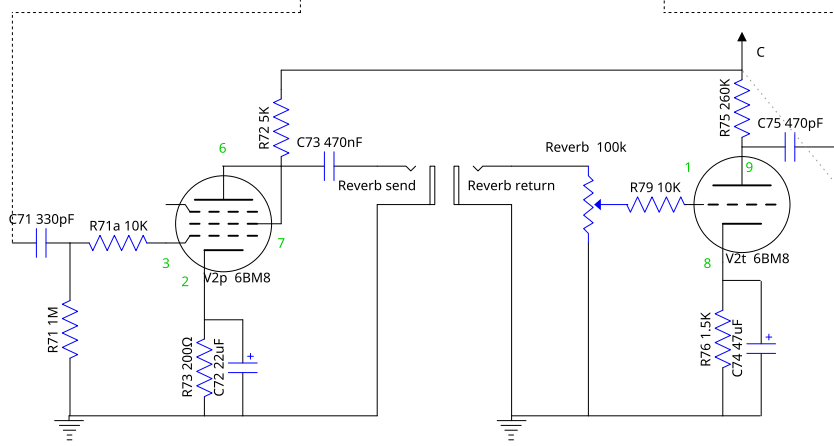 C
R72 5K
R75 260K
C73 470nF
C75 470pF
6
Reverb 100k
1
9
Reverb send
Reverb return
R79 10K
C71 330pF
R71a 10K
7
3
2
V2p 6BM8
8
V2t 6BM8
R71 1M
R73 200Ω
C72 22uF
+
R76 1.5K
C74 47uF
+